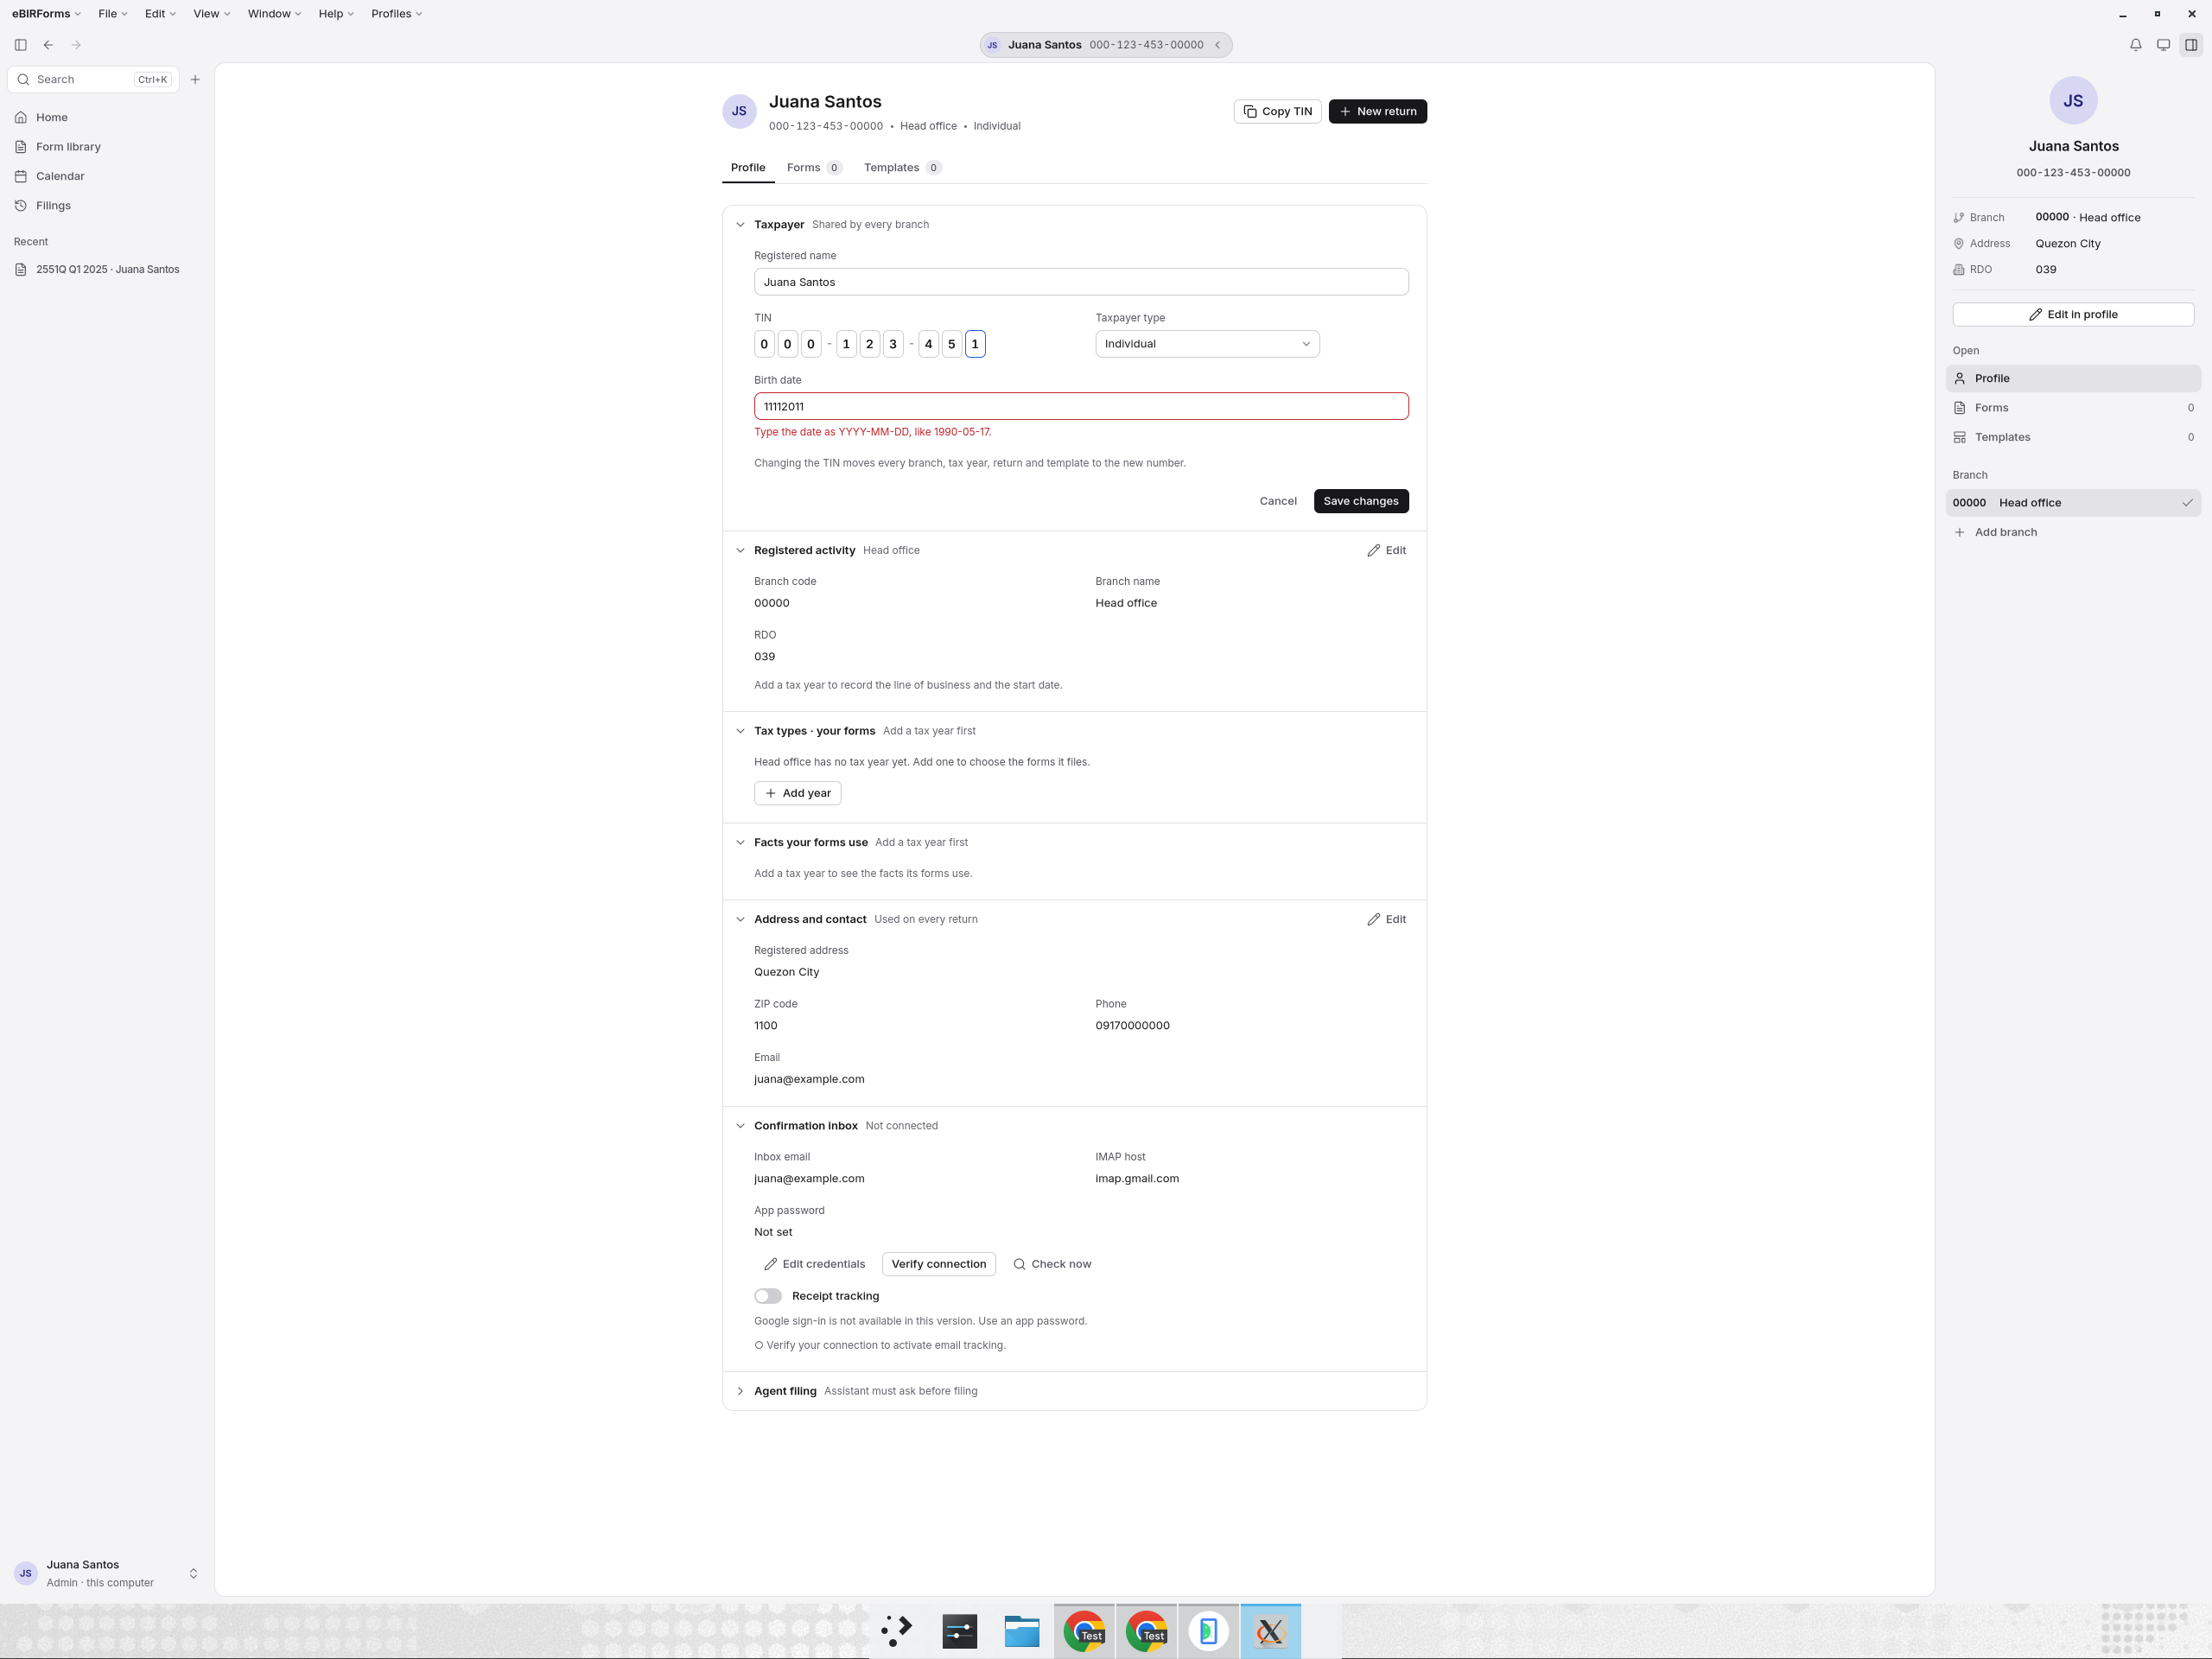 eBIRForms File Edit View Window Help Profiles
JS Juana Santos 000-123-453-00000
Search Ctrl+K
Home
Form library
Calendar
Filings
Recent
2551Q Q1 2025 · Juana Santos
JS Juana Santos
000-123-453-00000 • Head office • Individual
Copy TIN
New return
Profile Forms 0 Templates 0
Taxpayer Shared by every branch
Registered name
Juana Santos
TIN Taxpayer type
0 0 0 - 1 2 3 - 4 5 1 Individual
Birth date
11112011
Type the date as YYYY-MM-DD, like 1990-05-17.
Changing the TIN moves every branch, tax year, return and template to the new number.
Cancel Save changes
Registered activity Head office Edit
Branch code Branch name
00000 Head office
RDO
039
Add a tax year to record the line of business and the start date.
Tax types · your forms Add a tax year first
Head office has no tax year yet. Add one to choose the forms it files.
Add year
Facts your forms use Add a tax year first
Add a tax year to see the facts its forms use.
Address and contact Used on every return Edit
Registered address
Quezon City
ZIP code Phone
1100 09170000000
Email
juana@example.com
Confirmation inbox Not connected
Inbox email IMAP host
juana@example.com imap.gmail.com
App password
Not set
Edit credentials Verify connection Check now
Receipt tracking
Google sign-in is not available in this version. Use an app password.
Verify your connection to activate email tracking.
Agent filing Assistant must ask before filing
JS
Juana Santos
000-123-453-00000
Branch 00000 · Head office
Address Quezon City
RDO 039
Edit in profile
Open
Profile
Forms 0
Templates 0
Branch
00000 Head office
Add branch
JS Juana Santos
Admin · this computer
Test Test